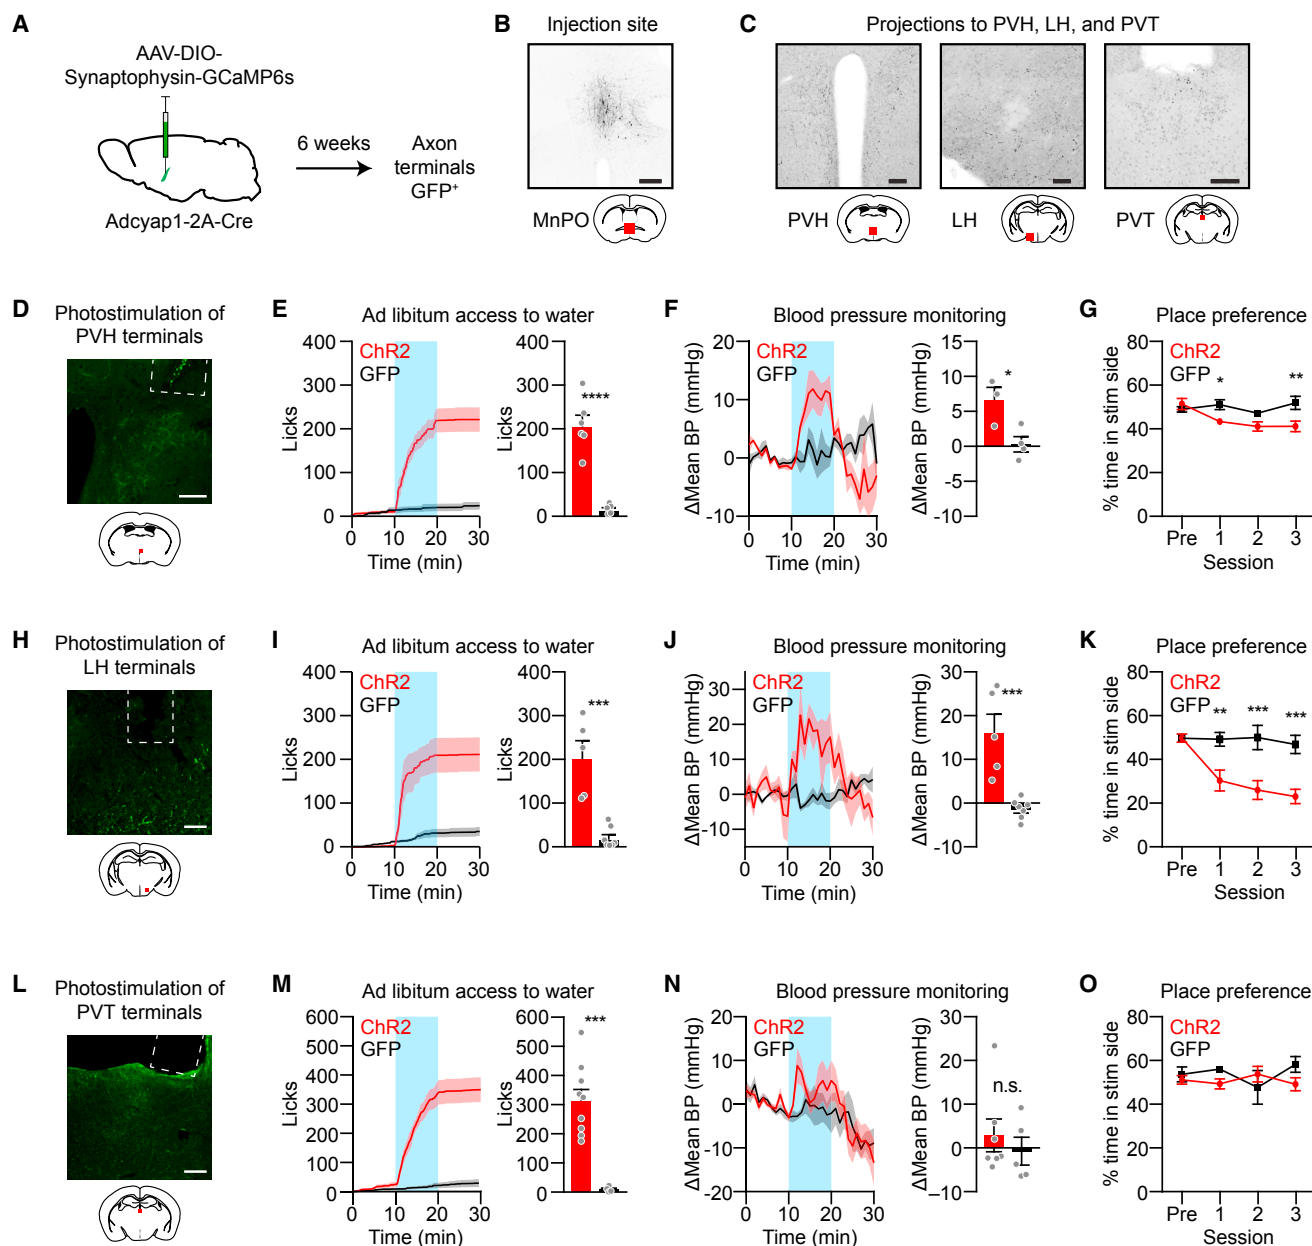 A
AAV-DIO-
Synaptophysin-GCaMP6s
6 weeks
Axon
terminals
GFP+
Adcyap1-2A-Cre
B
Injection site
MnPO
C
Projections to PVH, LH, and PVT
PVH
LH
PVT
D
Photostimulation of
PVH terminals
E
Ad libitum access to water
400
300
200
100
0
Licks
ChR2
GFP
0 10 20 30
Time (min)
400
300
200
100
0
Licks
****
F
Blood pressure monitoring
20
10
0
-10
ΔMean BP (mmHg)
ChR2
GFP
0 10 20 30
Time (min)
15
10
5
0
-5
-10
ΔMean BP (mmHg)
*
G
Place preference
80
60
40
20
0
% time in stim side
ChR2
GFP
*
**
Pre 1 2 3
Session
H
Photostimulation of
LH terminals
I
Ad libitum access to water
400
300
200
100
0
Licks
ChR2
GFP
0 10 20 30
Time (min)
400
300
200
100
0
Licks
***
J
Blood pressure monitoring
30
20
10
0
-10
ΔMean BP (mmHg)
ChR2
GFP
0 10 20 30
Time (min)
30
20
10
0
-10
ΔMean BP (mmHg)
***
K
Place preference
80
60
40
20
0
% time in stim side
ChR2
GFP
** *** ***
Pre 1 2 3
Session
L
Photostimulation of
PVT terminals
M
Ad libitum access to water
600
500
400
300
200
100
0
Licks
ChR2
GFP
0 10 20 30
Time (min)
600
500
400
300
200
100
0
Licks
***
N
Blood pressure monitoring
20
10
0
-10
-20
ΔMean BP (mmHg)
ChR2
GFP
0 10 20 30
Time (min)
30
20
10
0
–10
ΔMean BP (mmHg)
n.s.
O
Place preference
80
60
40
20
0
% time in stim side
ChR2
GFP
Pre 1 2 3
Session